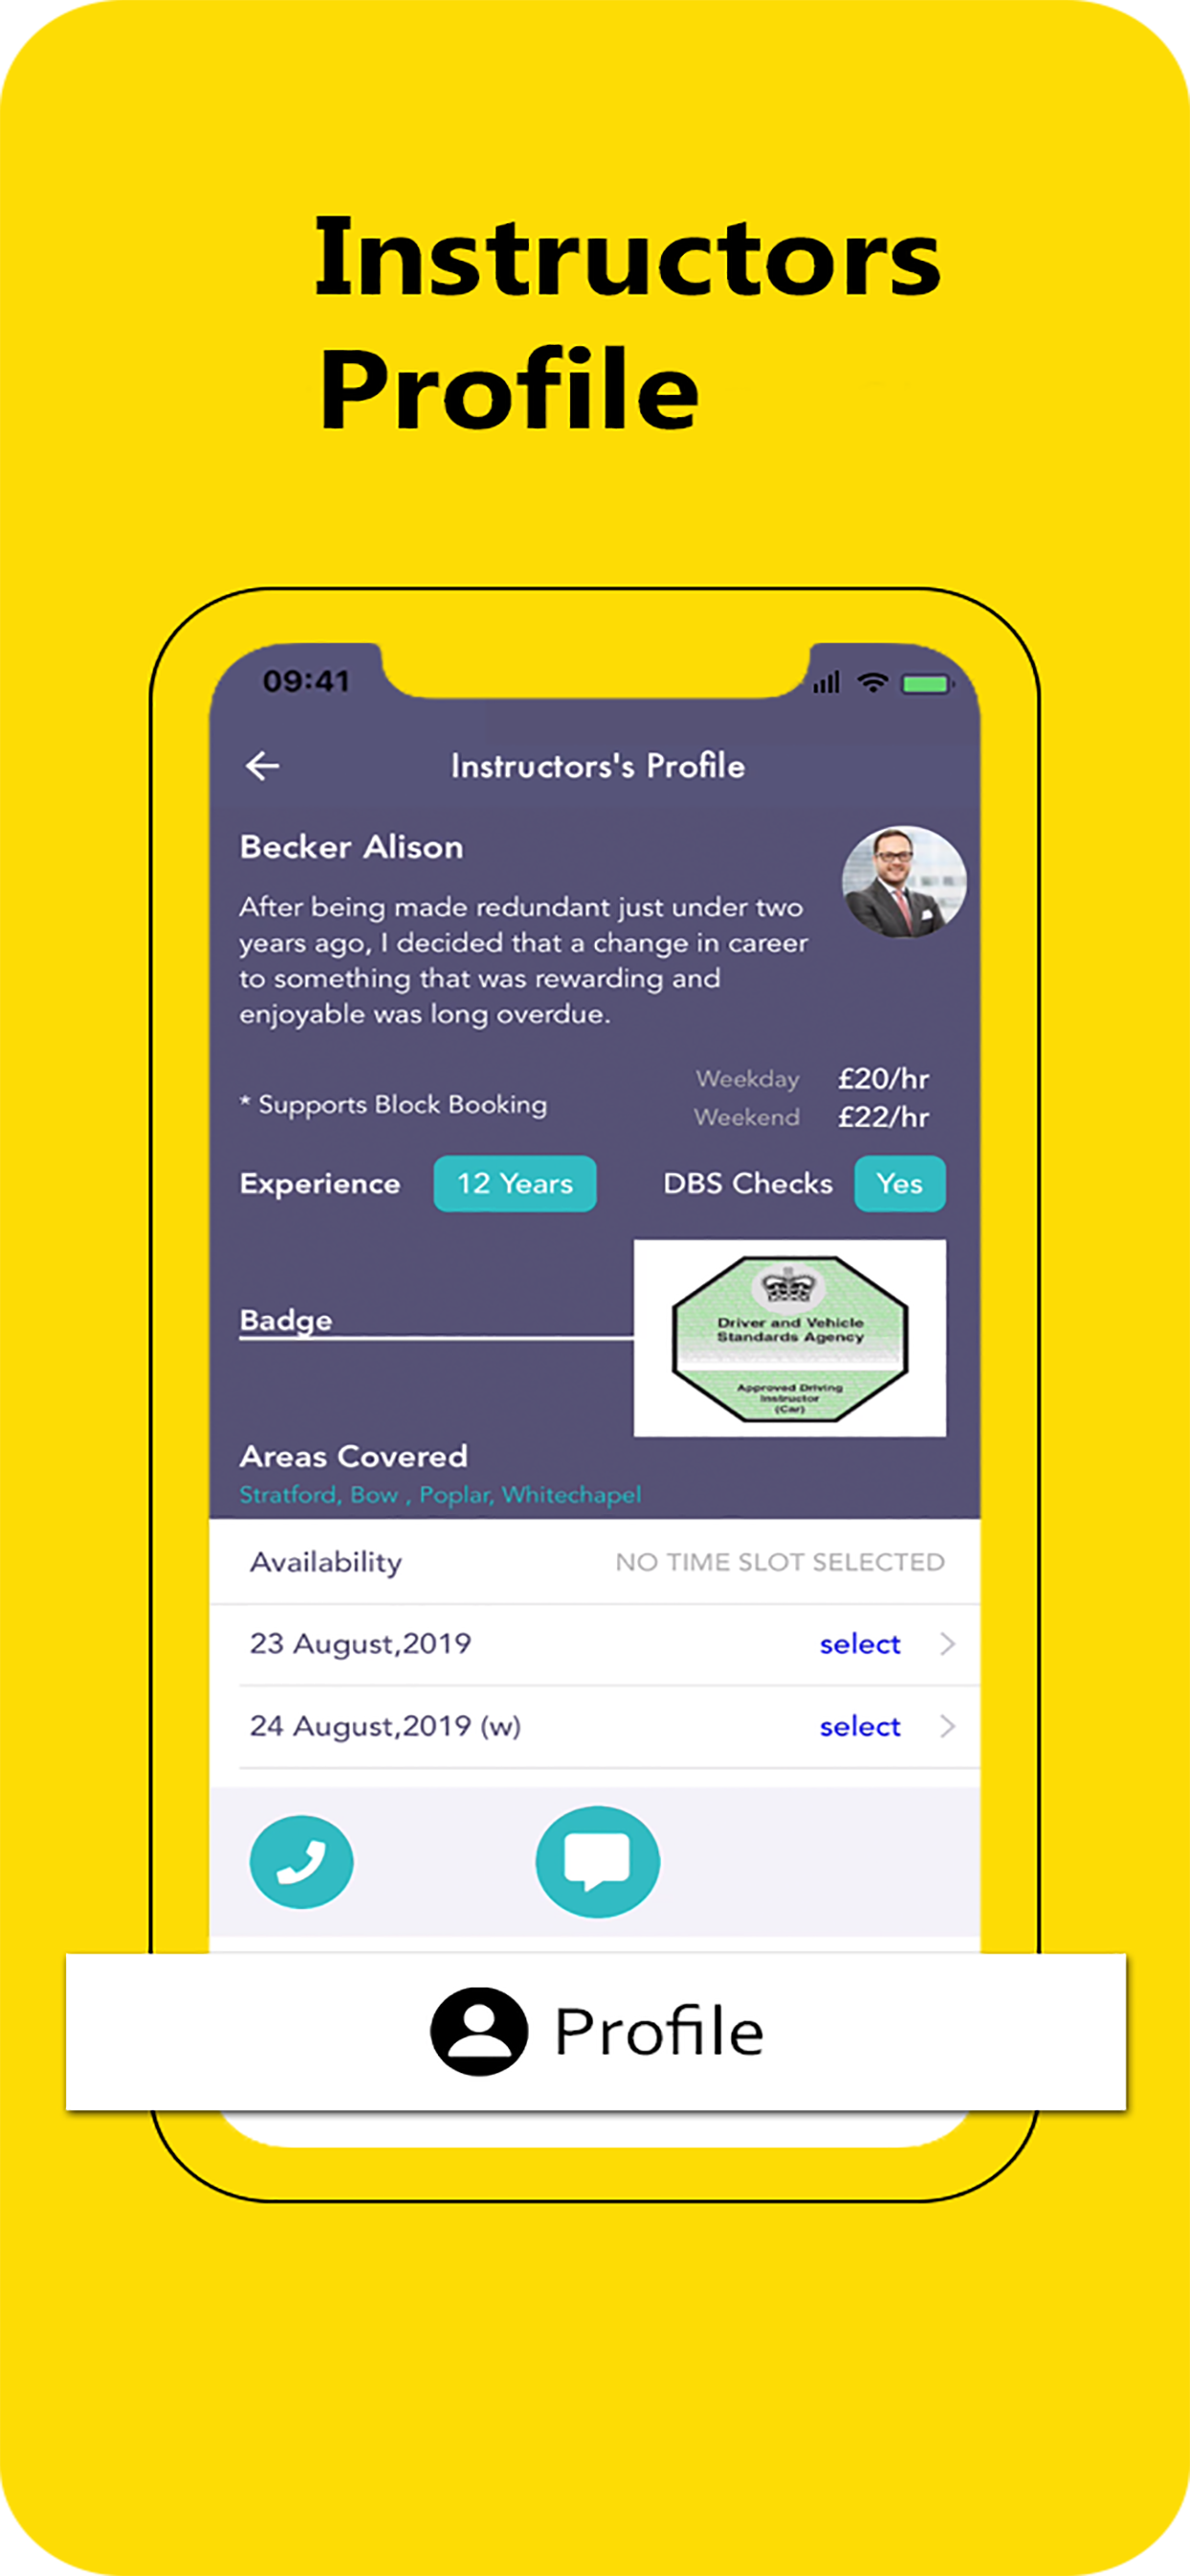 Instructors
Profile
09:41
Instructors's Profile
Becker Alison
After being made redundant just under two
years ago, I decided that a change in career
to something that was rewarding and
enjoyable was long overdue.
Weekday £20/hr
* Supports Block Booking
Weekend £22/hr
Experience 12 Years DBS Checks Yes
Badge
Driver and Vehicle
Standards Agency
Approved Driving
Instructor
(Car)
Areas Covered
Stratford, Bow , Poplar, Whitechapel
Availability NO TIME SLOT SELECTED
23 August,2019 select
24 August,2019 (w) select
Profile